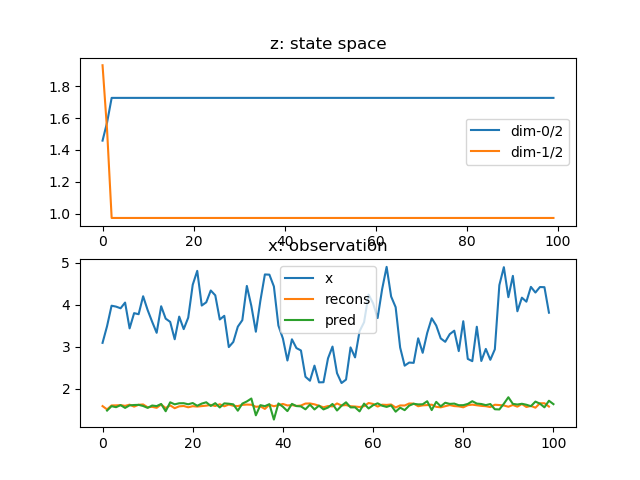 z: state space
1.8
1.6
1.4
1.2
1.0
dim-0/2
dim-1/2
0 20 40 60 80 100
x: observation
5
4
3
2
x
recons
pred
0 20 40 60 80 100